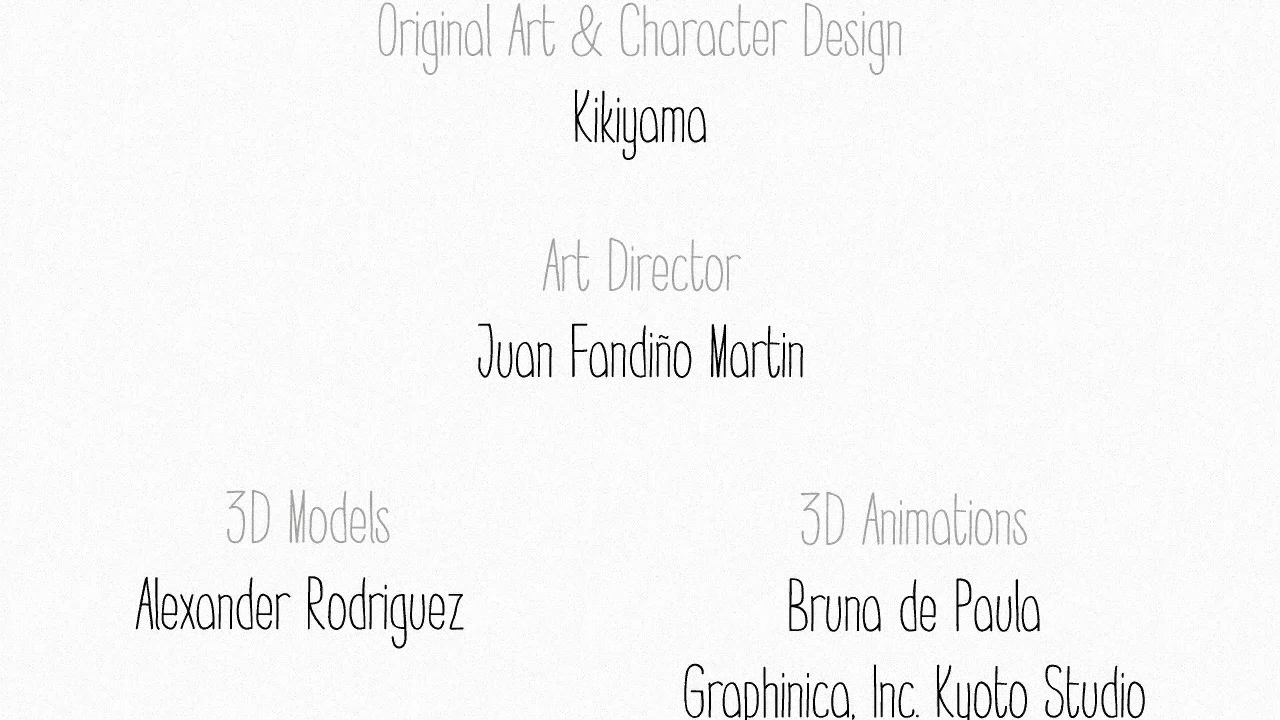 Original Art & Character Design
Kikiyama
Art Director
Juan Fandiño Martin
3D Models
Alexander Rodriguez
3D Animations
Bruna de Paula
Graphinica, Inc. Kyoto Studio